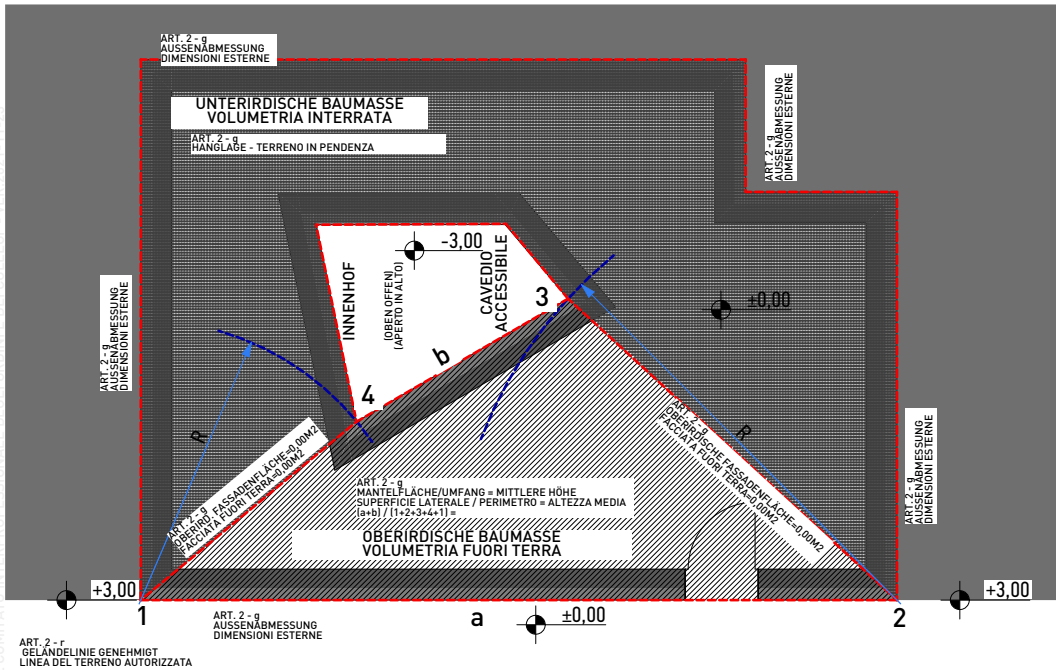 ART. 2 - g
AUSSENABMESSUNG
DIMENSIONI ESTERNE
UNTERIRDISCHE BAUMASSE
VOLUMETRIA INTERRATA
ART. 2 - g
HANGLAGE - TERRENO IN PENDENZA
ART. 2 - g
AUSSENABMESSUNG
DIMENSIONI ESTERNE
-3,00
INNENHOF
(OBEN OFFEN)
(APERTO IN ALTO)
CAVEDIO
ACCESSIBILE
3
±0,00
b
4
ART. 2 - g
AUSSENABMESSUNG
DIMENSIONI ESTERNE
R
R
ART. 2 - g
OBERIRD. FASSADENFLÄCHE=0,00M2
FACCIATA FUORI TERRA=0,00M2
ART. 2 - g
OBERIRDISCHE FASSADENFLÄCHE=0,00M2
FACCIATA FUORI TERRA=0,00M2
ART. 2 - g
AUSSENABMESSUNG
DIMENSIONI ESTERNE
ART. 2 - g
MANTELFLÄCHE/UMFANG = MITTLERE HÖHE
SUPERFICIE LATERALE / PERIMETRO = ALTEZZA MEDIA
(a+b) / (1+2+3+4+1) =
OBERIRDISCHE BAUMASSE
VOLUMETRIA FUORI TERRA
+3,00
+3,00
1
a
2
ART. 2 - g
AUSSENABMESSUNG
DIMENSIONI ESTERNE
±0,00
ART. 2 - r
GELÄNDELINIE GENEHMIGT
LINEA DEL TERRENO AUTORIZZATA